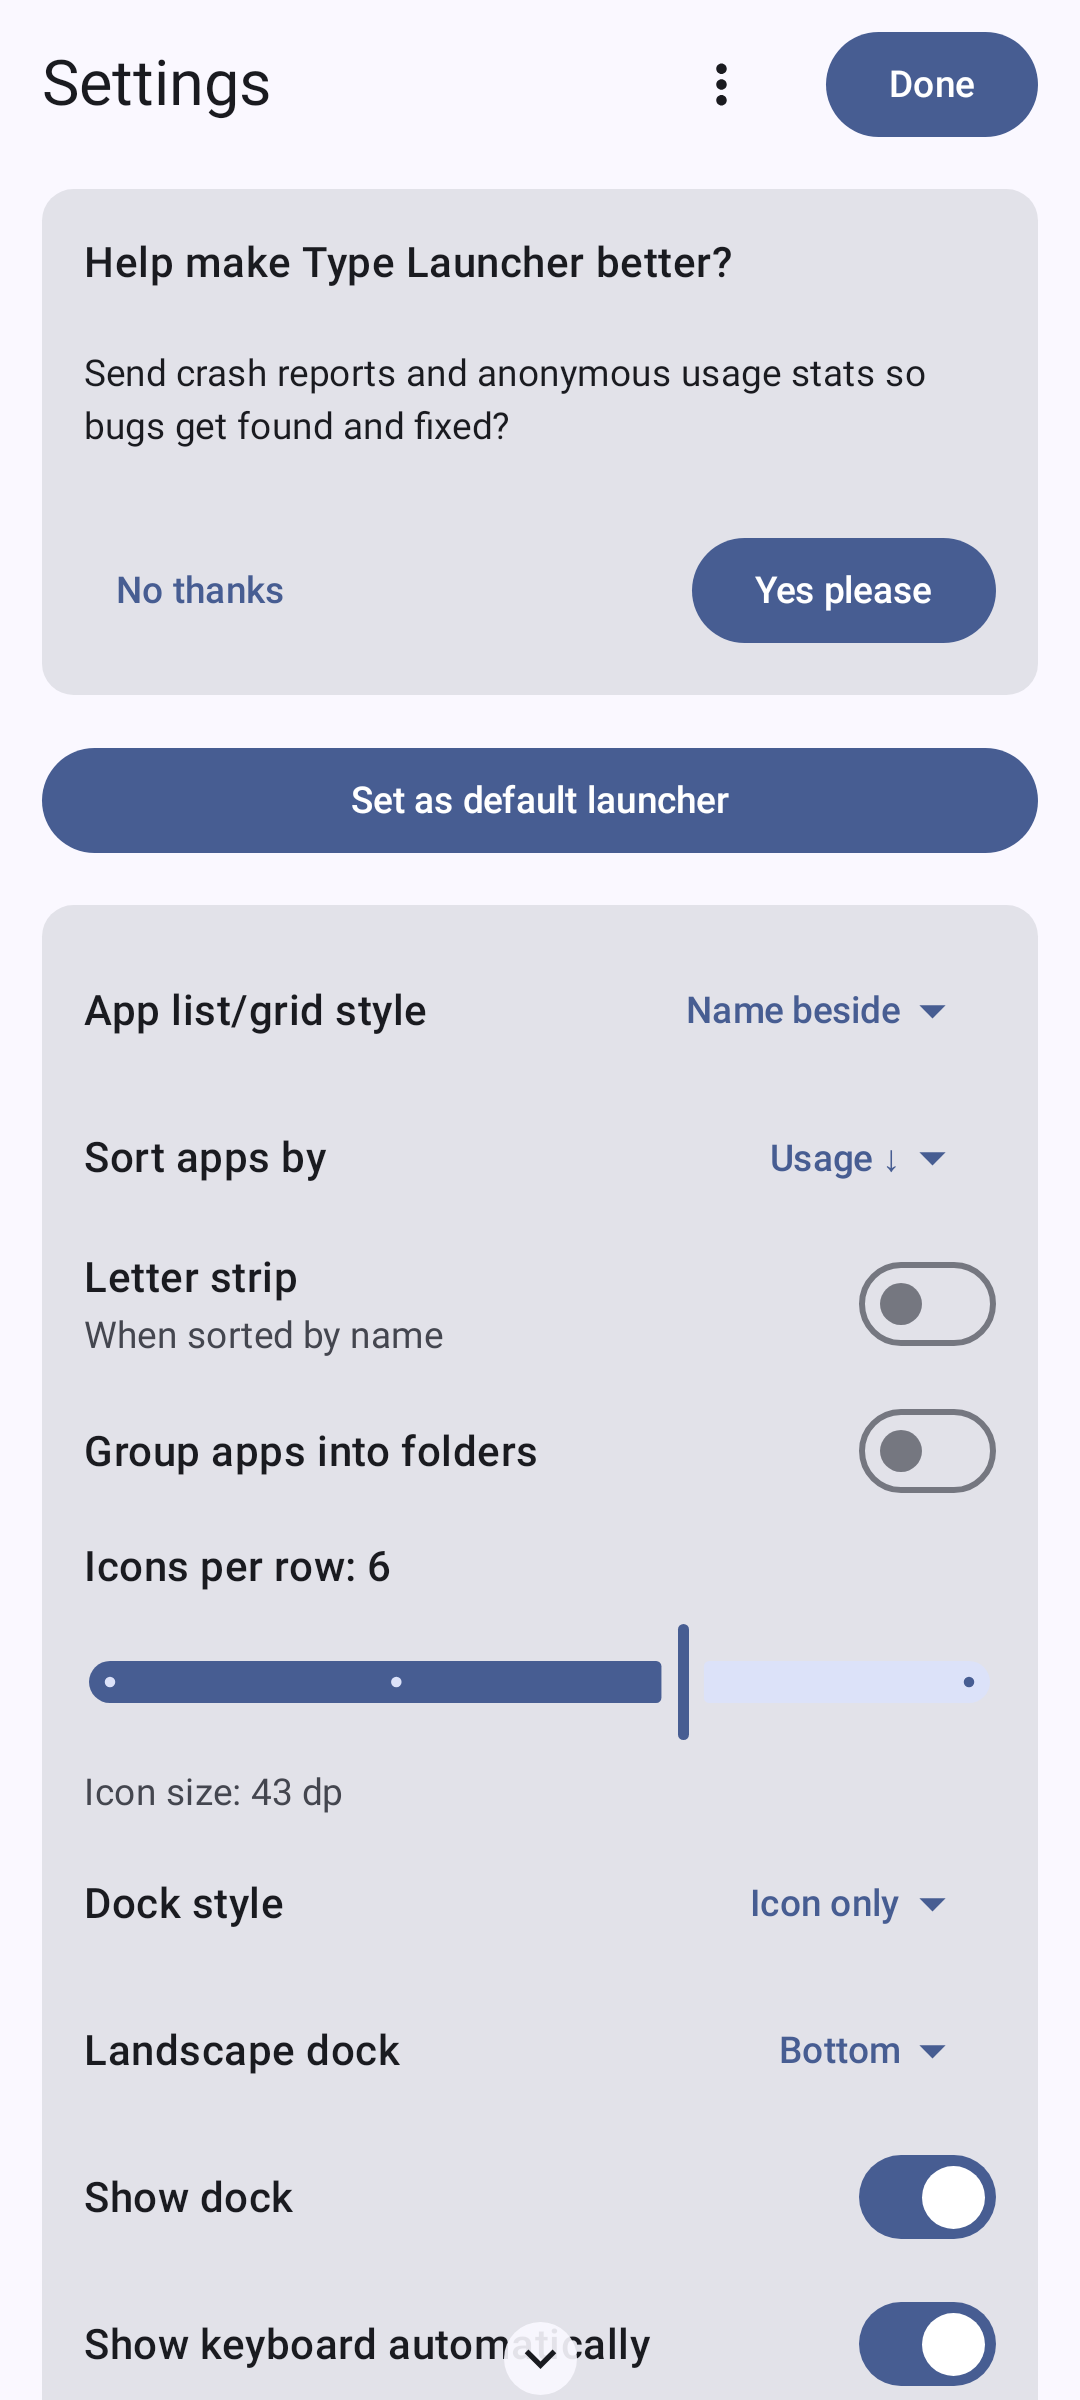 Settings
Done
Help make Type Launcher better?
Send crash reports and anonymous usage stats so
bugs get found and fixed?
No thanks
Yes please
Set as default launcher
App list/grid style
Name beside
Sort apps by
Usage ↓
Letter strip
When sorted by name
Group apps into folders
Icons per row: 6
Icon size: 43 dp
Dock style
Icon only
Landscape dock
Bottom
Show dock
Show keyboard automatically